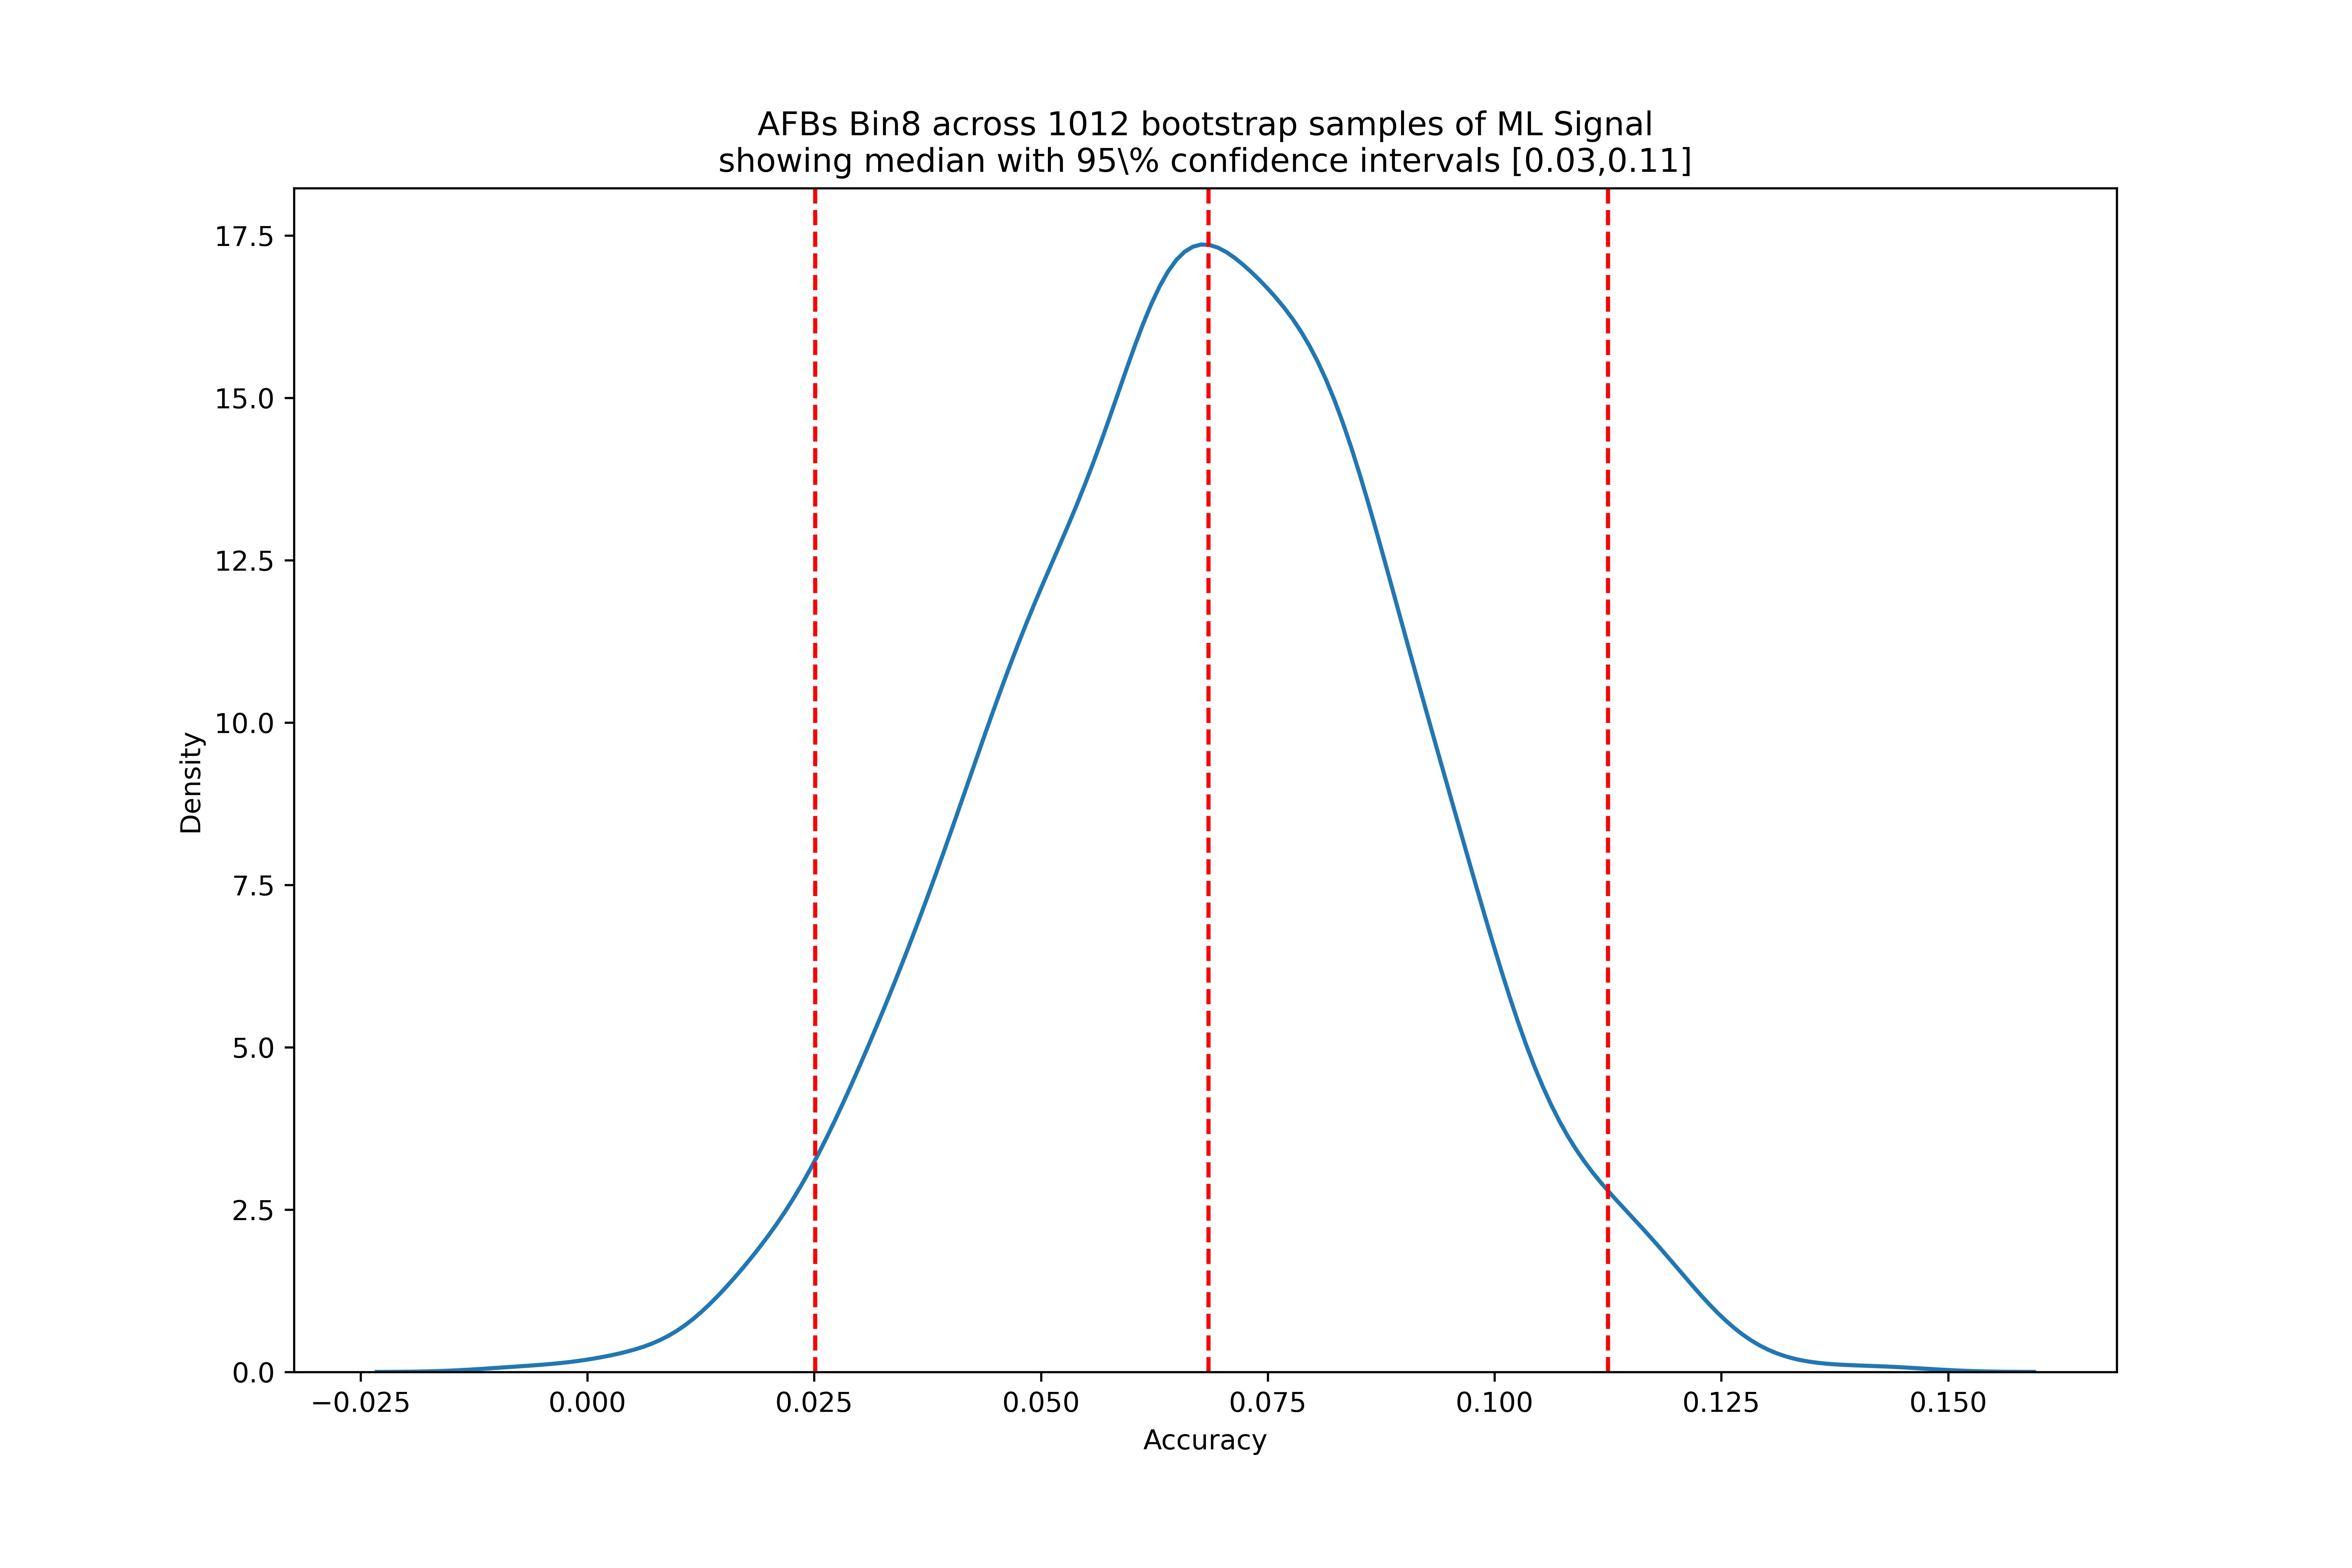 AFBs Bin8 across 1012 bootstrap samples of ML Signal
showing median with 95\% confidence intervals [0.03,0.11]
17.5
15.0
12.5
10.0
7.5
5.0
2.5
0.0
Density
−0.025 0.000 0.025 0.050 0.075 0.100 0.125 0.150
Accuracy